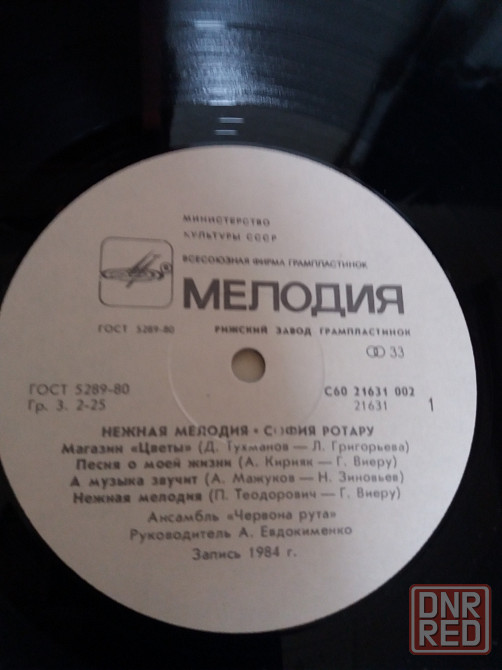 МИНИСТЕРСТВО
КУЛЬТУРЫ СССР
ВСЕСОЮЗНАЯ ФИРМА ГРАМПЛАСТИНОК
МЕЛОДИЯ
ГОСТ 5289-80 РИЖСКИЙ ЗАВОД ГРАМПЛАСТИНОК
33
ГОСТ 5289-80 С60 21631 002
Гр. 3. 2-25 21631 1
НЕЖНАЯ МЕЛОДИЯ • СОФИЯ РОТАРУ
Магазин «Цветы» (Д. Тухманов — Л. Григорьева)
Песня о моей жизни (А. Кирияк — Г. Виеру)
А музыка звучит (А. Мажуков — Н. Зиновьев)
Нежная мелодия (П. Теодорович — Г. Виеру)
Ансамбль «Червона рута»
Руководитель А. Евдокименко
Запись 1984 г.
DNR
RED